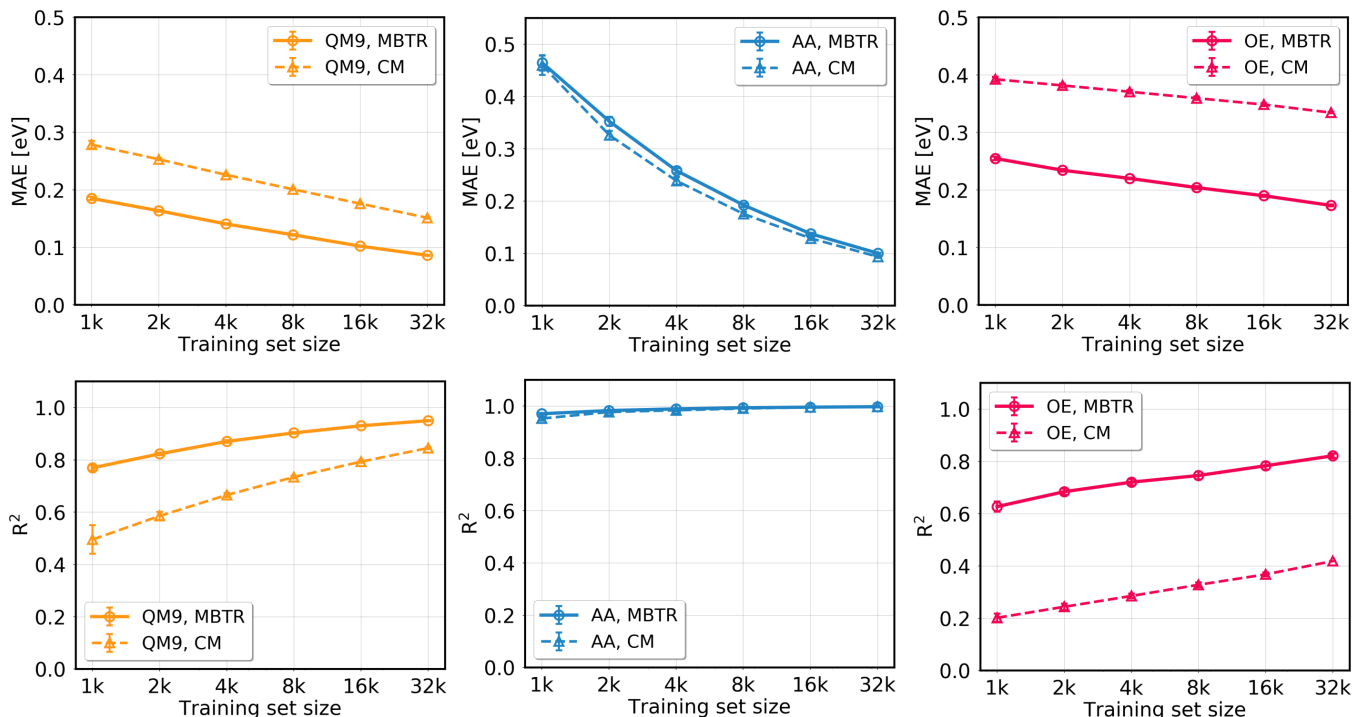 0.5
0.4
0.3
0.2
0.1
0.0
MAE [eV]
QM9, MBTR
QM9, CM
1k 2k 4k 8k 16k 32k
Training set size
0.5
0.4
0.3
0.2
0.1
0.0
MAE [eV]
AA, MBTR
AA, CM
1k 2k 4k 8k 16k 32k
Training set size
0.5
0.4
0.3
0.2
0.1
0.0
MAE [eV]
OE, MBTR
OE, CM
1k 2k 4k 8k 16k 32k
Training set size
1.0
0.8
0.6
0.4
0.2
0.0
R²
QM9, MBTR
QM9, CM
1k 2k 4k 8k 16k 32k
Training set size
1.0
0.8
0.6
0.4
0.2
0.0
R²
AA, MBTR
AA, CM
1k 2k 4k 8k 16k 32k
Training set size
1.0
0.8
0.6
0.4
0.2
0.0
R²
OE, MBTR
OE, CM
1k 2k 4k 8k 16k 32k
Training set size